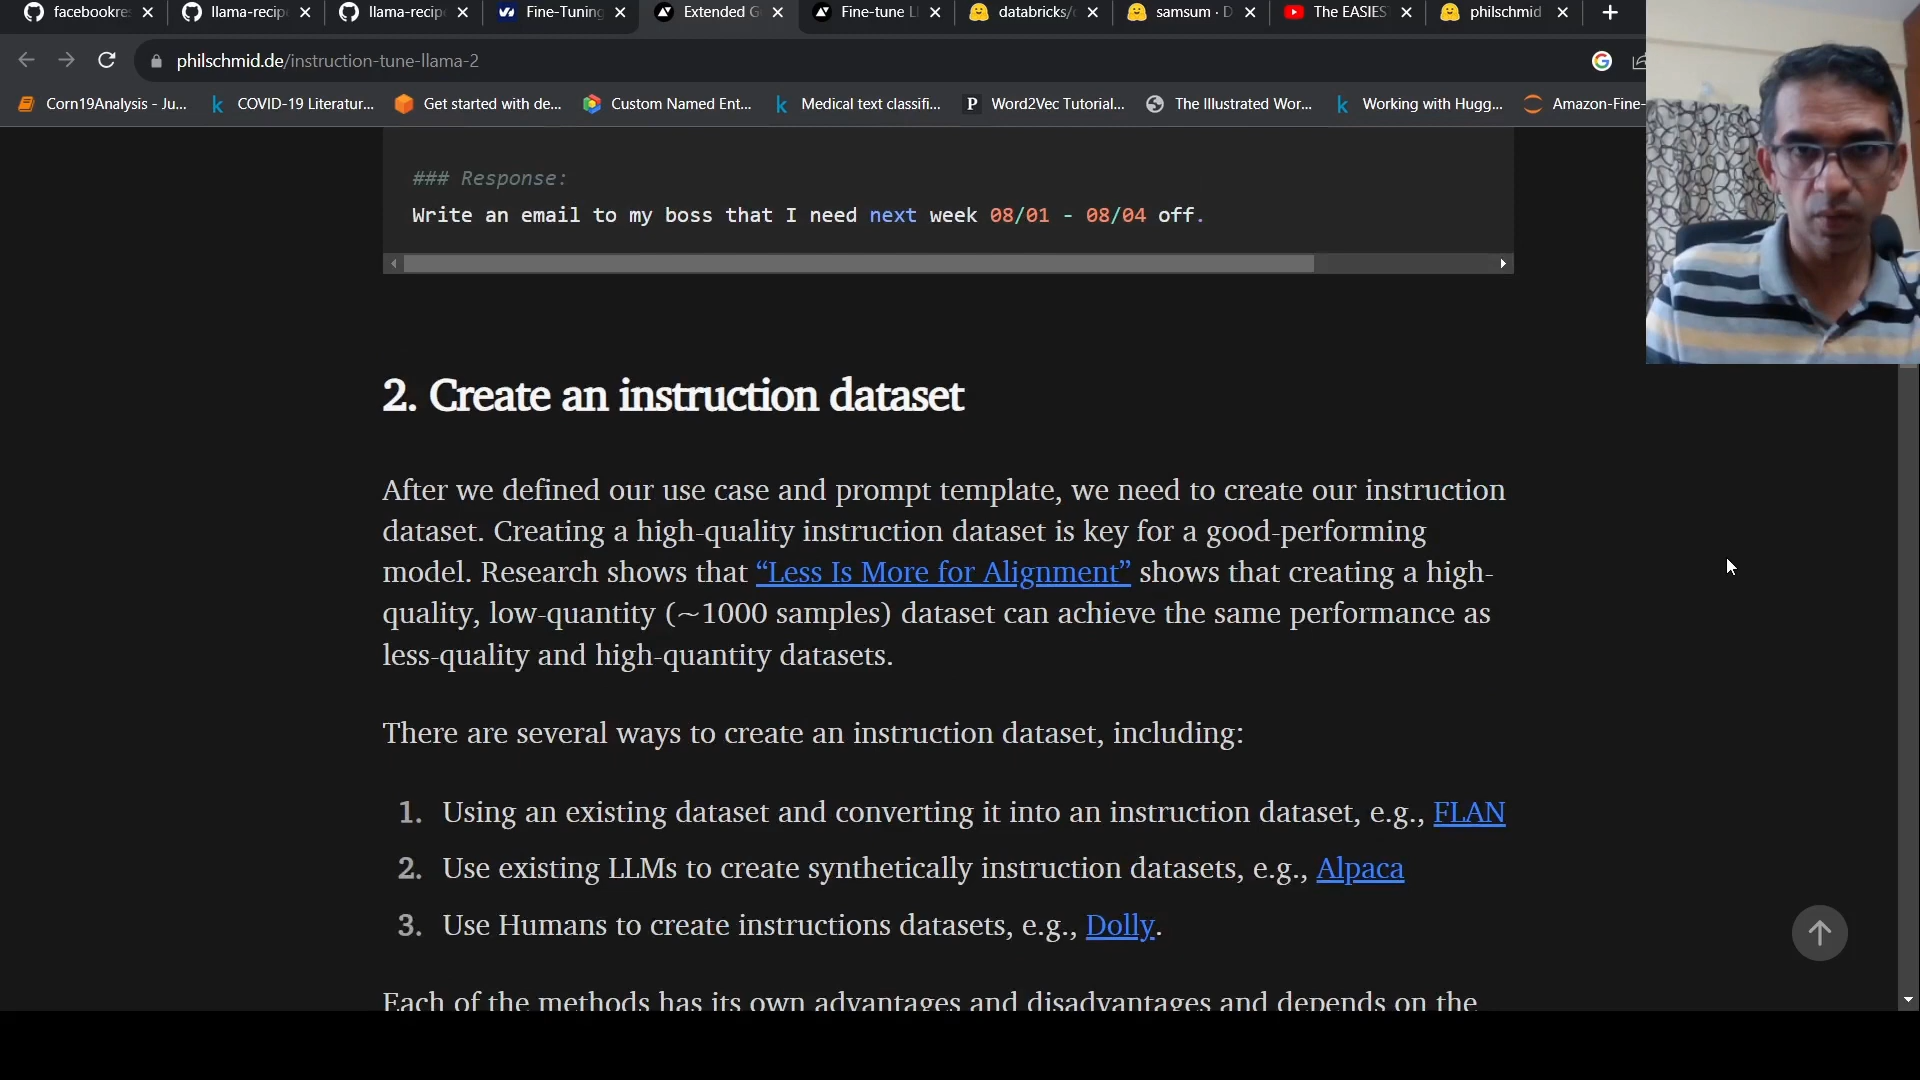 facebookre
llama-recip
llama-recip
Fine-Tuning
Extended G
Fine-tune Ll
databricks/
samsum · D
The EASIES
philschmid
philschmid.de/instruction-tune-llama-2
Corn19Analysis - Ju...
COVID-19 Literatur...
Get started with de...
Custom Named Ent...
Medical text classifi...
Word2Vec Tutorial...
The Illustrated Wor...
Working with Hugg...
Amazon-Fine-
### Response:
Write an email to my boss that I need next week 08/01 - 08/04 off.
2. Create an instruction dataset
After we defined our use case and prompt template, we need to create our instruction
dataset. Creating a high-quality instruction dataset is key for a good-performing
model. Research shows that “Less Is More for Alignment” shows that creating a high-
quality, low-quantity (~1000 samples) dataset can achieve the same performance as
less-quality and high-quantity datasets.
There are several ways to create an instruction dataset, including:
1. Using an existing dataset and converting it into an instruction dataset, e.g., FLAN
2. Use existing LLMs to create synthetically instruction datasets, e.g., Alpaca
3. Use Humans to create instructions datasets, e.g., Dolly.
Each of the methods has its own advantages and disadvantages and depends on the